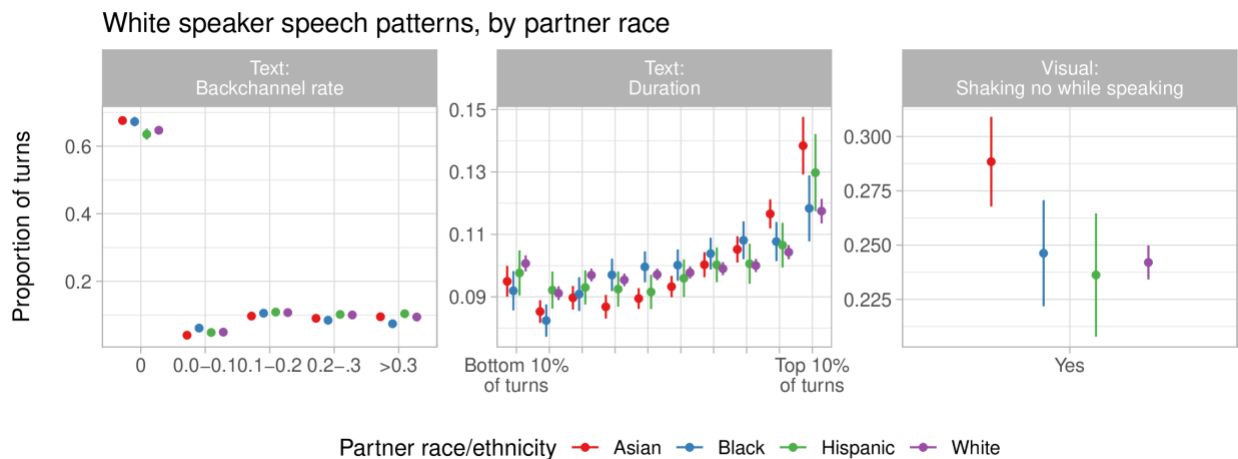 White speaker speech patterns, by partner race
Text:
Backchannel rate
Text:
Duration
Visual:
Shaking no while speaking
Proportion of turns
0.6
0.4
0.2
0
0.0−0.1
0.1−0.2
0.2−.3
>0.3
0.15
0.13
0.11
0.09
Bottom 10%
of turns
Top 10%
of turns
0.300
0.275
0.250
0.225
Yes
Partner race/ethnicity Asian Black Hispanic White